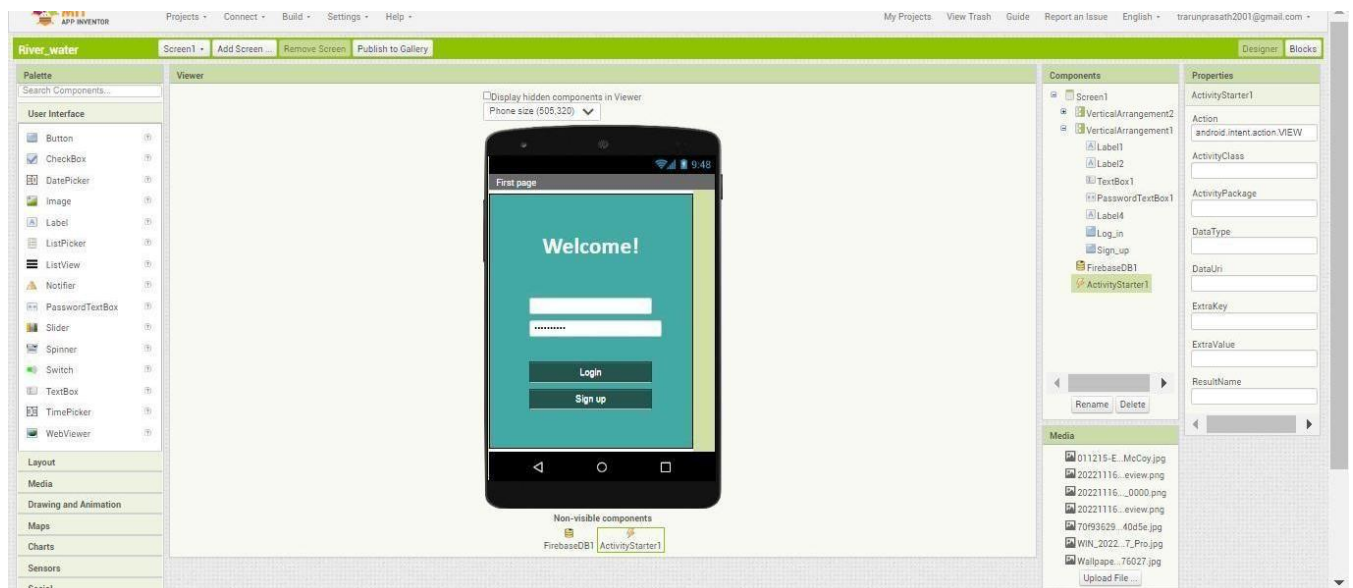 MIT
APP INVENTOR
Projects Connect Build Settings Help
My Projects View Trash Guide Report an Issue English trarunprasath2001@gmail.com
River_water
Screen1 Add Screen ... Remove Screen Publish to Gallery
Designer Blocks
Palette
Search Components...
User Interface
Button
CheckBox
DatePicker
Image
Label
ListPicker
ListView
Notifier
PasswordTextBox
Slider
Spinner
Switch
TextBox
TimePicker
WebViewer
Layout
Media
Drawing and Animation
Maps
Charts
Sensors
Social
Viewer
Display hidden components in Viewer
Phone size (505,320)
9:48
First page
Welcome!
••••••••••
Login
Sign up
Non-visible components
FirebaseDB1 ActivityStarter1
Components
Screen1
VerticalArrangement2
VerticalArrangement1
Label1
Label2
TextBox1
PasswordTextBox1
Label4
Log_in
Sign_up
FirebaseDB1
ActivityStarter1
Rename Delete
Media
011215-E...McCoy.jpg
20221116...eview.png
20221116..._0000.png
20221116...eview.png
70f93629...40d5e.jpg
WIN_2022...7_Pro.jpg
Wallpape...76027.jpg
Upload File ...
Properties
ActivityStarter1
Action
android.intent.action.VIEW
ActivityClass
ActivityPackage
DataType
DataUri
ExtraKey
ExtraValue
ResultName